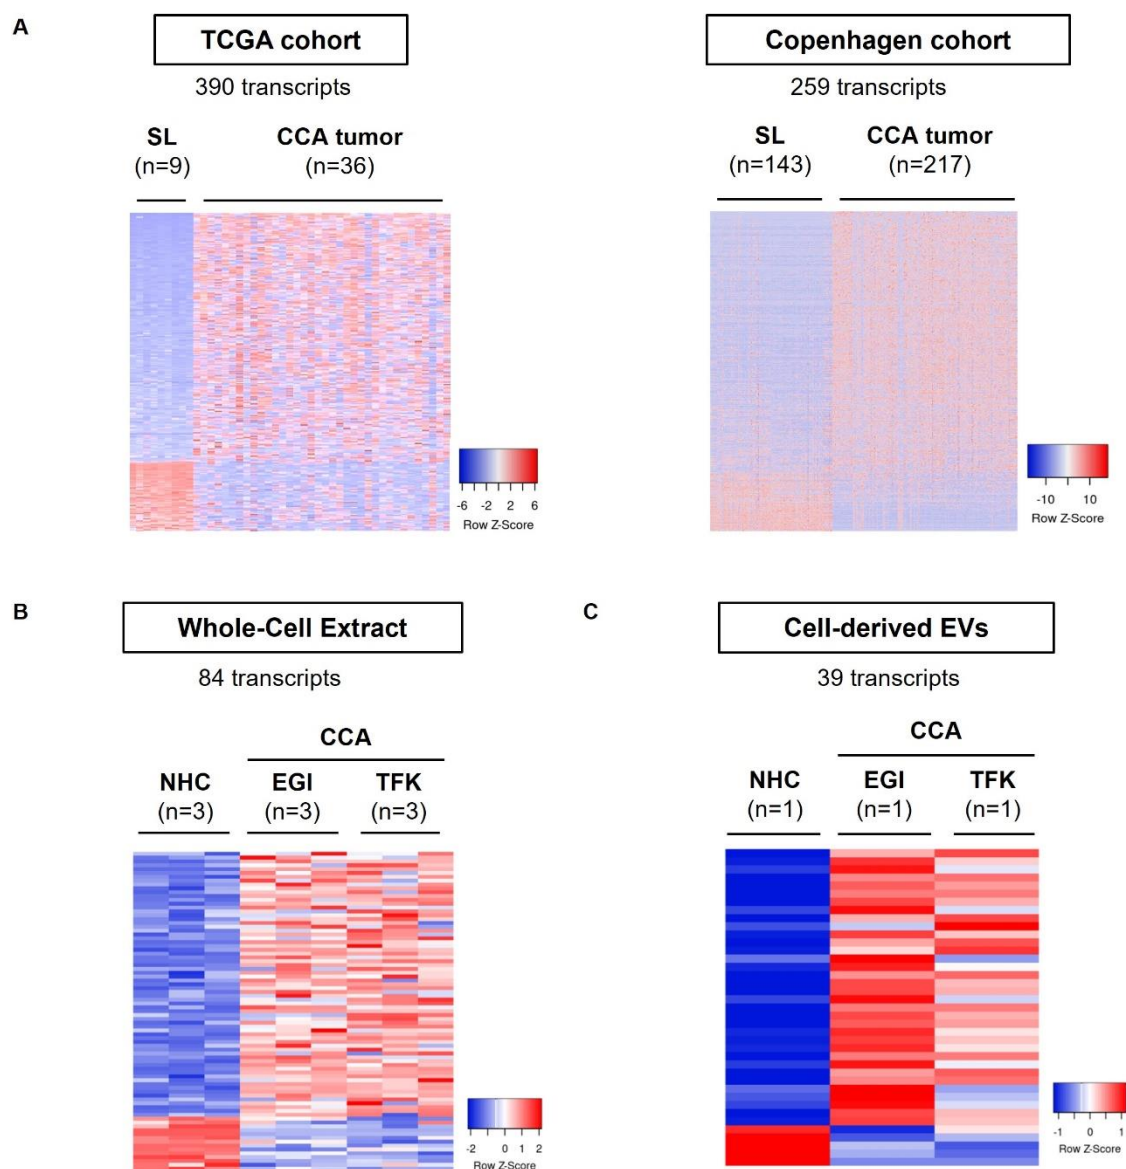 A
TCGA cohort
390 transcripts
SL
(n=9)
CCA tumor
(n=36)
-6 -2 2 6
Row Z-Score
Copenhagen cohort
259 transcripts
SL
(n=143)
CCA tumor
(n=217)
-10 10
Row Z-Score
B
Whole-Cell Extract
84 transcripts
CCA
NHC
(n=3)
EGI
(n=3)
TFK
(n=3)
-2 -1 0 1 2
Row Z-Score
C
Cell-derived EVs
39 transcripts
CCA
NHC
(n=1)
EGI
(n=1)
TFK
(n=1)
-1 0 1
Row Z-Score